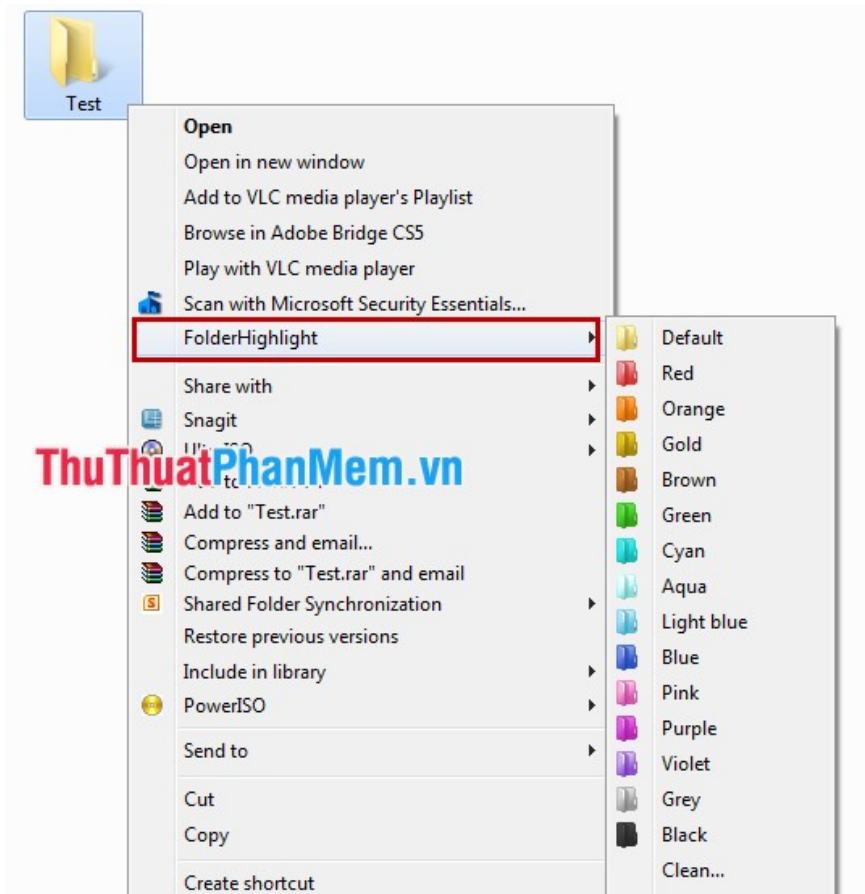 Test
Open
Open in new window
Add to VLC media player's Playlist
Browse in Adobe Bridge CS5
Play with VLC media player
Scan with Microsoft Security Essentials...
FolderHighlight
Share with
Snagit
UltraISO
ThuThuatPhanMem.vn
Add to "Test.rar"
Compress and email...
Compress to "Test.rar" and email
Shared Folder Synchronization
Restore previous versions
Include in library
PowerISO
Send to
Cut
Copy
Create shortcut
Default
Red
Orange
Gold
Brown
Green
Cyan
Aqua
Light blue
Blue
Pink
Purple
Violet
Grey
Black
Clean...